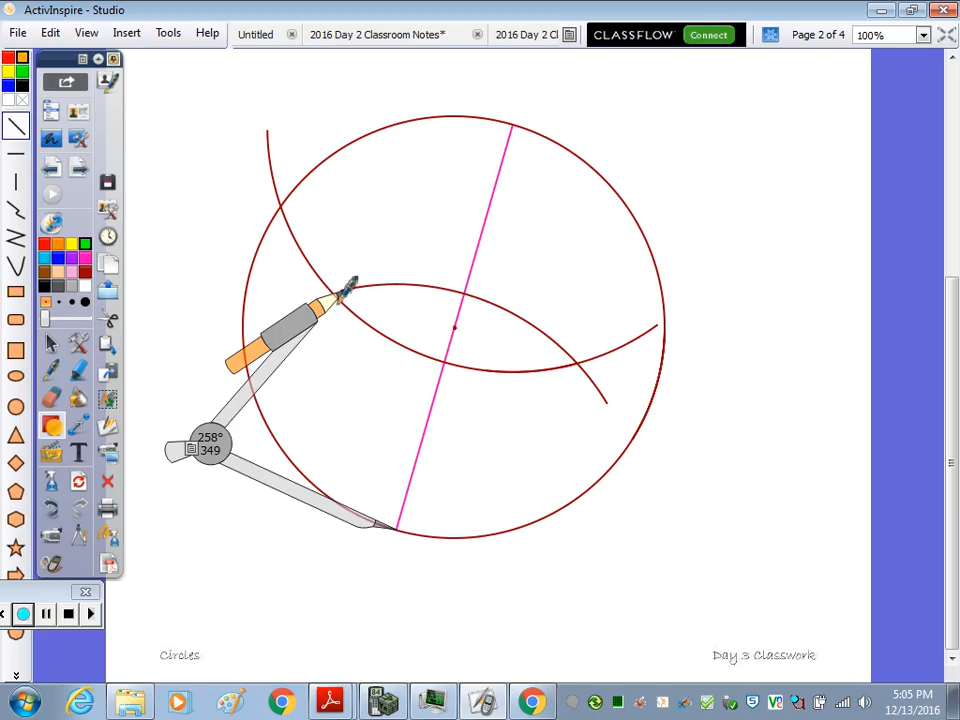 ActivInspire - Studio
File Edit View Insert Tools Help
Untitled 2016 Day 2 Classroom Notes* 2016 Day 2 Cl CLASSFLOW Connect Page 2 of 4 100%
258°
349
Circles Day 3 Classwork
5:05 PM
12/13/2016